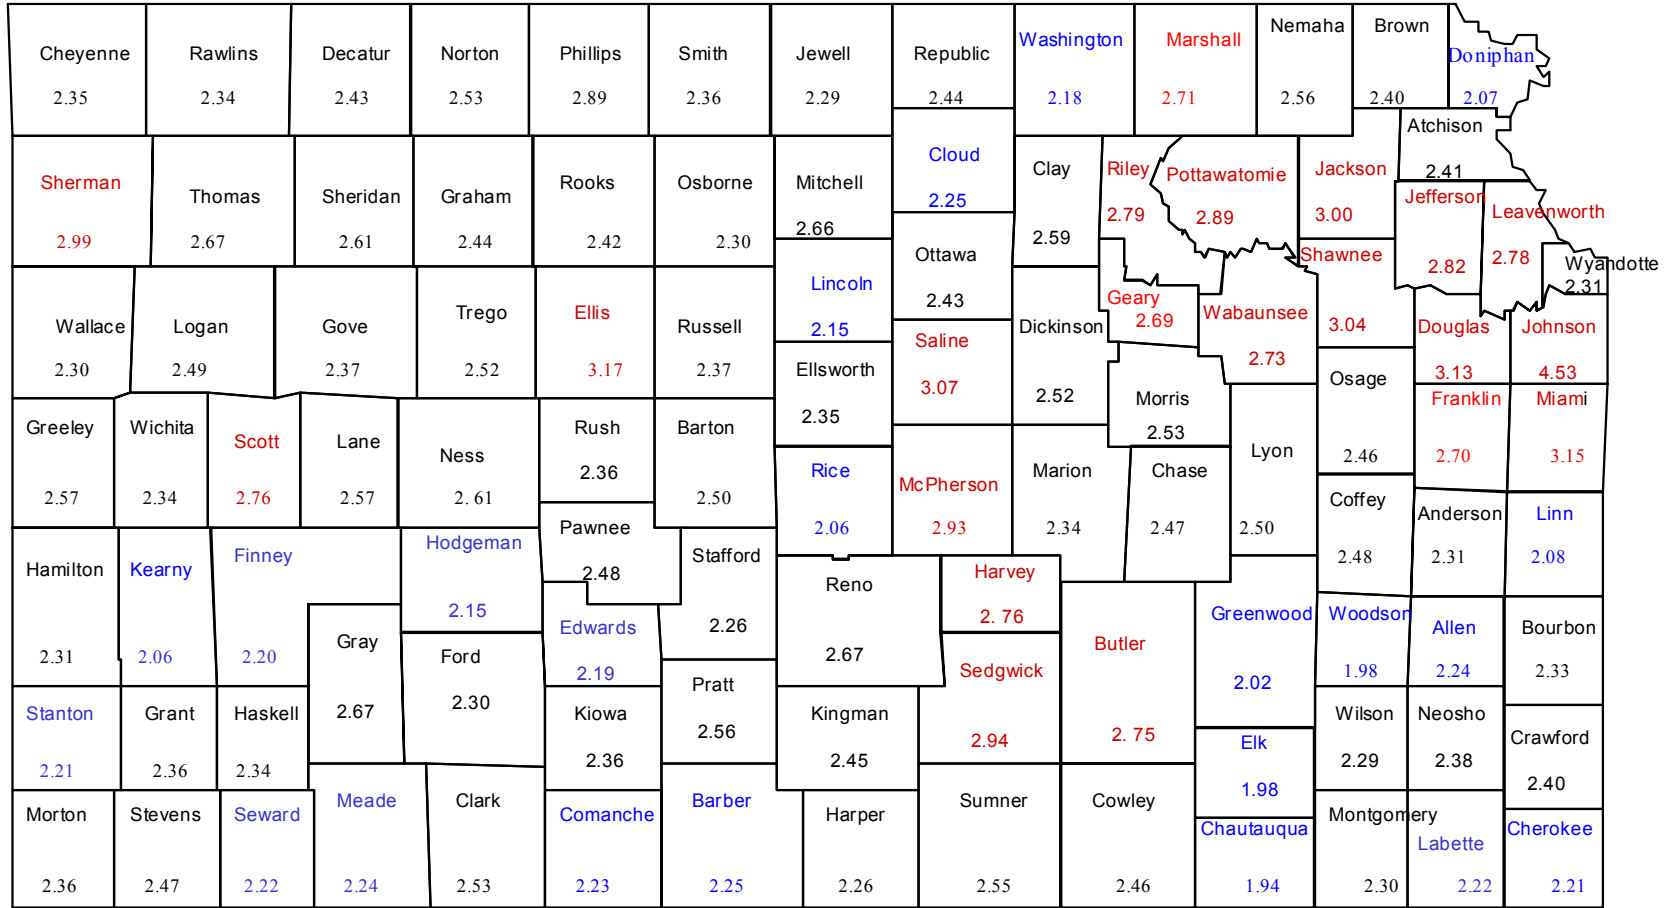 Cheyenne Rawlins Decatur Norton Phillips Smith Jewell Republic Washington Marshall Nemaha Brown Doniphan
2.35 2.34 2.43 2.53 2.89 2.36 2.29 2.44 2.18 2.71 2.56 2.40 2.07
Atchison
2.41
Sherman Thomas Sheridan Graham Rooks Osborne Mitchell Cloud Clay Riley Pottawatomie Jackson Jefferson Leavenworth
2.99 2.67 2.61 2.44 2.42 2.30 2.66 2.25 2.59 2.79 2.89 3.00 2.82 2.78
Wyandotte
2.31
Wallace Logan Gove Trego Ellis Russell Lincoln Ottawa Dickinson Geary Wabaunsee Shawnee Douglas Johnson
2.30 2.49 2.37 2.52 3.17 2.37 2.15 2.43 2.52 2.69 2.73 3.04 3.13 4.53
Ellsworth Saline Morris Osage Franklin Miami
2.35 3.07 2.53 2.46 2.70 3.15
Greeley Wichita Scott Lane Ness Rush Barton Rice McPherson Marion Chase Lyon Coffey Anderson Linn
2.57 2.34 2.76 2.57 2. 61 2.36 2.50 2.06 2.93 2.34 2.47 2.50 2.48 2.31 2.08
Hamilton Kearny Finney Hodgeman Pawnee Stafford Reno Harvey
2.31 2.06 2.20 2.15 2.48 2.26 2.67 2. 76
Gray Ford Edwards Sedgwick Butler Greenwood Woodson Allen Bourbon
2.67 2.30 2.19 2.94 2. 75 2.02 1.98 2.24 2.33
Stanton Grant Haskell Kiowa Pratt Kingman Elk Wilson Neosho Crawford
2.21 2.36 2.34 2.36 2.56 2.45 1.98 2.29 2.38 2.40
Morton Stevens Seward Meade Clark Comanche Barber Harper Sumner Cowley Chautauqua Montgomery Labette Cherokee
2.36 2.47 2.22 2.24 2.53 2.23 2.25 2.26 2.55 2.46 1.94 2.30 2.22 2.21